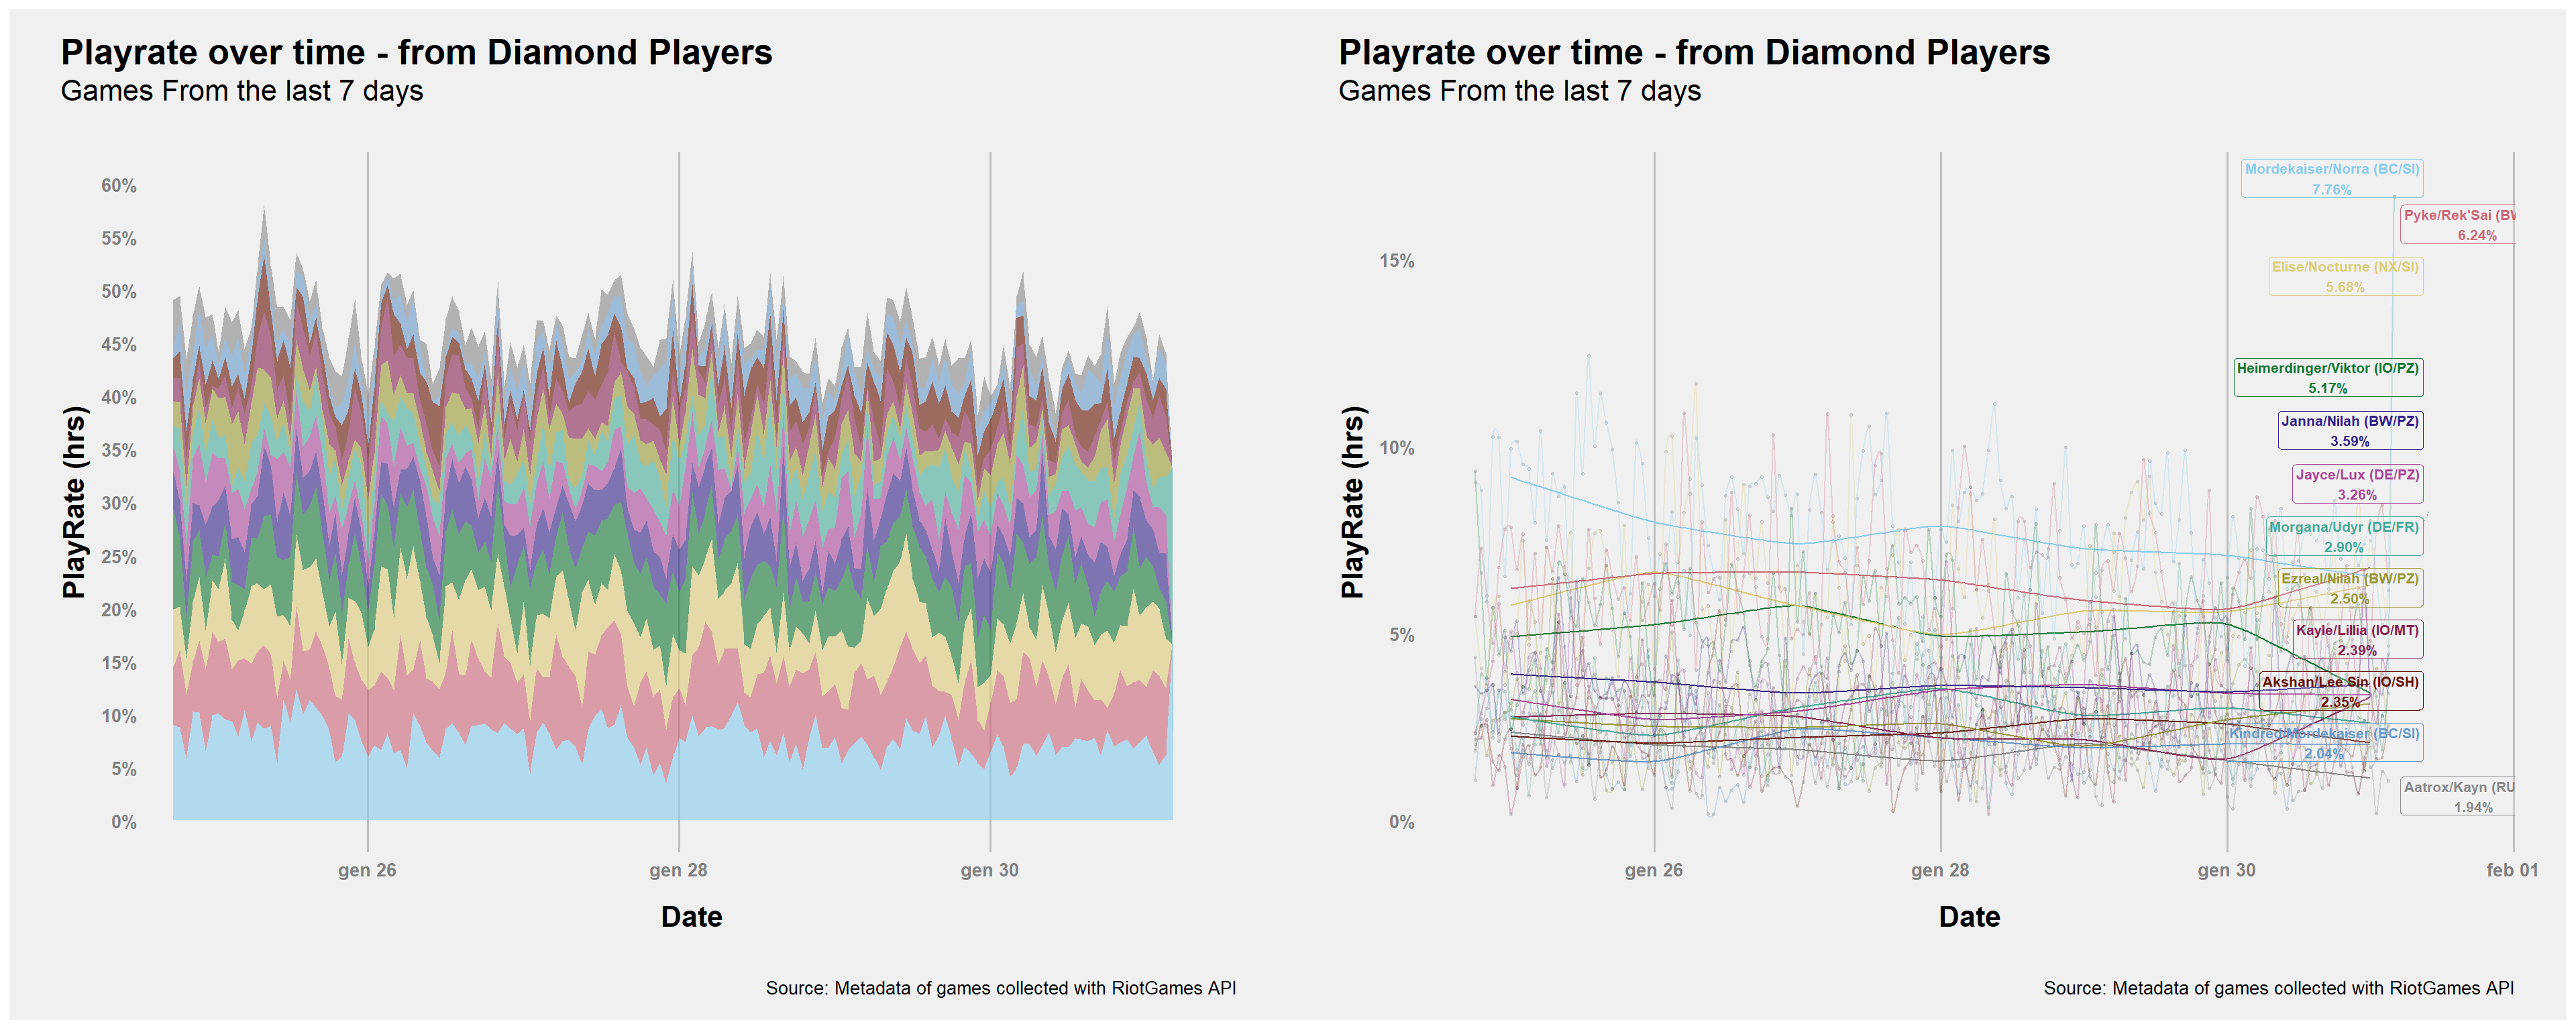 Playrate over time - from Diamond Players
Games From the last 7 days
PlayRate (hrs)
60%
55%
50%
45%
40%
35%
30%
25%
20%
15%
10%
5%
0%
gen 26
gen 28
gen 30
Date
Source: Metadata of games collected with RiotGames API
Playrate over time - from Diamond Players
Games From the last 7 days
PlayRate (hrs)
15%
10%
5%
0%
Mordekaiser/Norra (BC/SI)
7.76%
Pyke/Rek'Sai (BW
6.24%
Elise/Nocturne (NX/SI)
5.68%
Heimerdinger/Viktor (IO/PZ)
5.17%
Janna/Nilah (BW/PZ)
3.59%
Jayce/Lux (DE/PZ)
3.26%
Morgana/Udyr (DE/FR)
2.90%
Ezreal/Nilah (BW/PZ)
2.50%
Kayle/Lillia (IO/MT)
2.39%
Akshan/Lee Sin (IO/SH)
2.35%
Kindred/Mordekaiser (BC/SI)
2.04%
Aatrox/Kayn (RU
1.94%
gen 26
gen 28
gen 30
feb 01
Date
Source: Metadata of games collected with RiotGames API